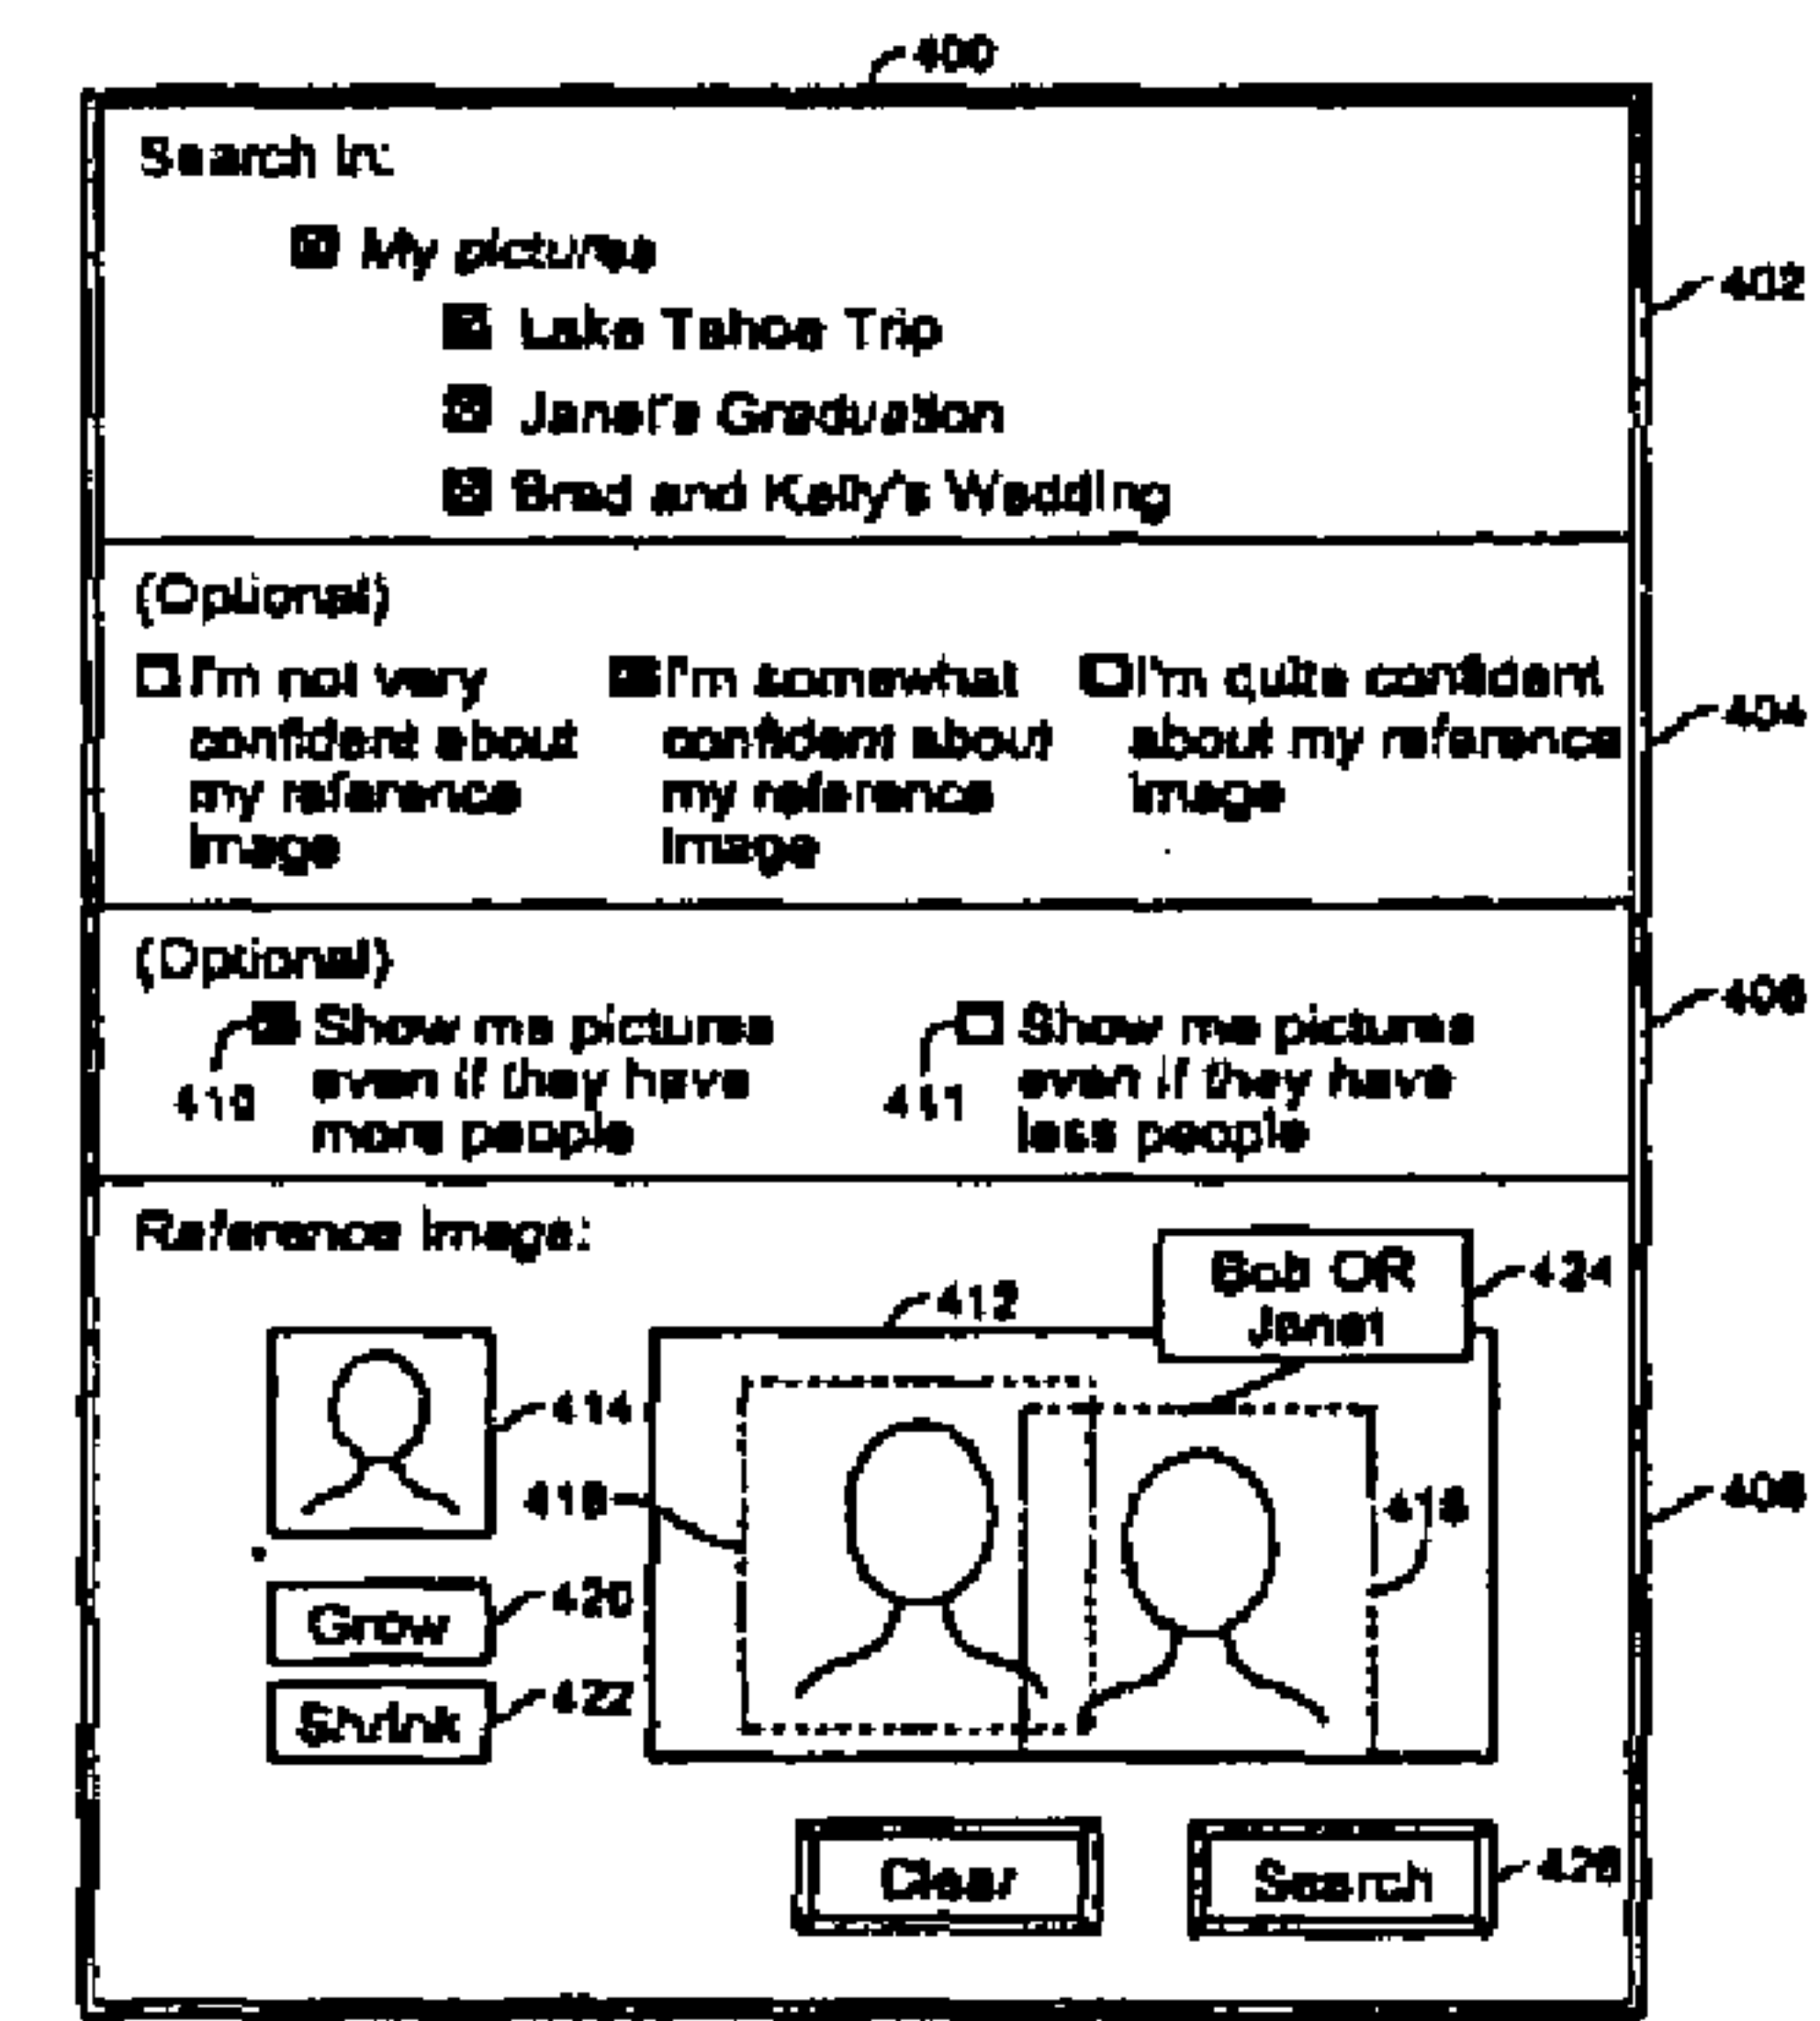 400
Search In:
My pictures
402
Lake Tahoe Trip
Janet's Graduation
Brad and Kelly's Wedding
(Optional)
I'm not very
confident about
my reference
Image
I'm somewhat
confident about
my reference
Image
I'm quite confident
about my reference
Image
404
(Optional)
406
Show me pictures
even if they have
more people
410
Show me pictures
even if they have
less people
411
Reference Image:
Bob OR
Janet
424
412
414
418
408
Grow
420
Shrink
422
Clear
Search